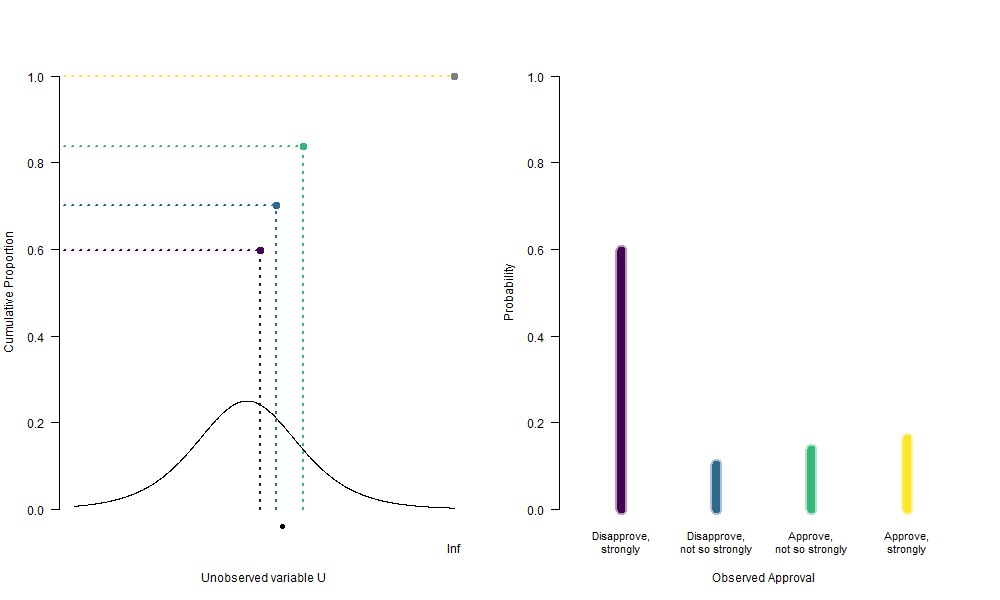 1.0
0.8
0.6
0.4
0.2
0.0
Cumulative Proportion
Inf
Unobserved variable U
1.0
0.8
0.6
0.4
0.2
0.0
Probability
Disapprove,
strongly
Disapprove,
not so strongly
Approve,
not so strongly
Approve,
strongly
Observed Approval